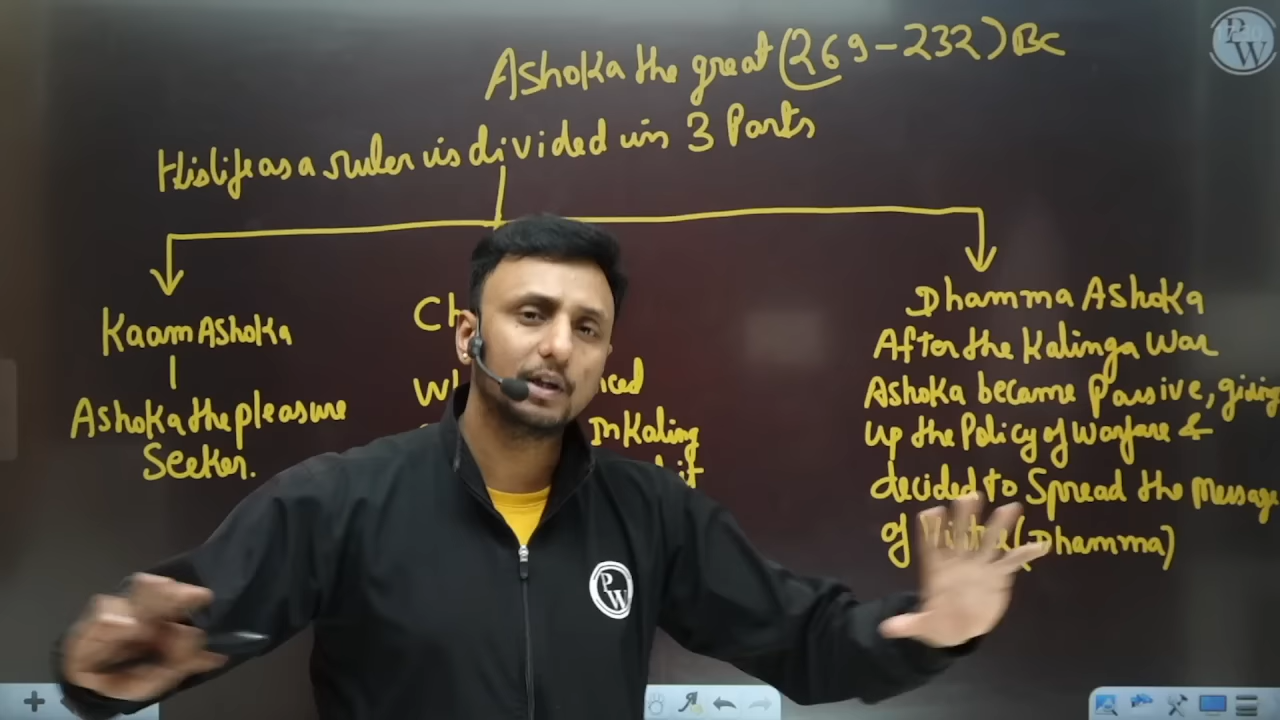 Ashoka the great (269-232) BC
His life as a ruler is divided in 3 Parts
Kaam Ashoka
Ashoka the pleasure
Seeker.
Ch
In Kaling
Dhamma Ashoka
After the Kalinga War
Ashoka became Passive, giving
up the Policy of Warfare &
decided to Spread the Message
of (Dhamma)
PW
PW